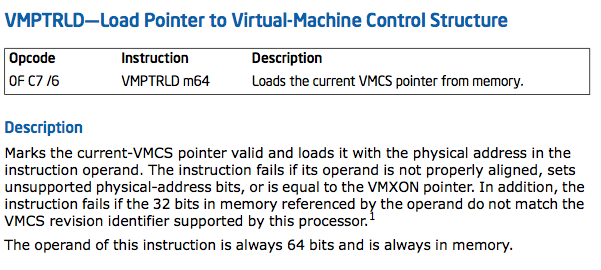 VMPTRLD—Load Pointer to Virtual-Machine Control Structure
Opcode Instruction Description
0F C7 /6 VMPTRLD m64 Loads the current VMCS pointer from memory.
Description
Marks the current-VMCS pointer valid and loads it with the physical address in the
instruction operand. The instruction fails if its operand is not properly aligned, sets
unsupported physical-address bits, or is equal to the VMXON pointer. In addition, the
instruction fails if the 32 bits in memory referenced by the operand do not match the
VMCS revision identifier supported by this processor.1
The operand of this instruction is always 64 bits and is always in memory.